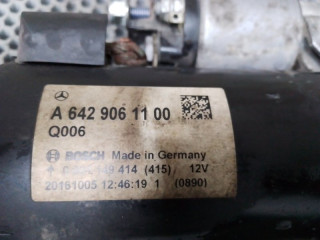 A 642 906 11 00
Q006
BOSCH Made in Germany
414 (415) 12V
20161005 12:46:19 1 (0890)